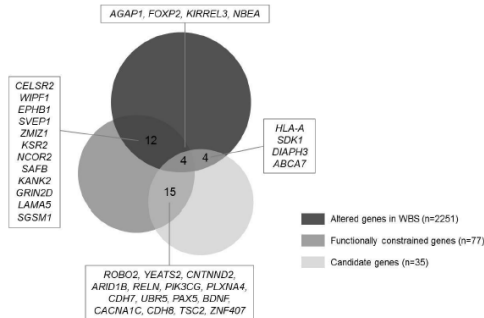 AGAP1, FOXP2, KIRREL3, NBEA
CELSR2
WIPF1
EPHB1
SVEP1
ZMIZ1
KSR2
NCOR2
SAFB
KANK2
GRIN2D
LAMA5
SGSM1
12
4
4
15
HLA-A
SDK1
DIAPH3
ABCA7
Altered genes in WBS (n=2251)
Functionally constrained genes (n=77)
Candidate genes (n=35)
ROBO2, YEATS2, CNTNND2,
ARID1B, RELN, PIK3CG, PLXNA4,
CDH7, UBR5, PAX5, BDNF,
CACNA1C, CDH8, TSC2, ZNF407